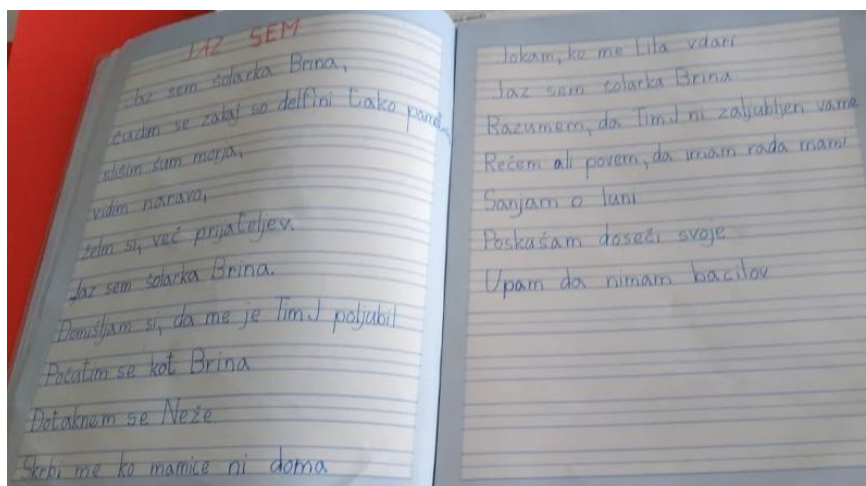 JAZ SEM
Jaz sem šolarka Brina,
čudim se zakaj so delfini tako
slišim šum morja,
vidim naravo,
želm si, več prijateljev.
Jaz sem šolarka Brina.
Domišljam si, da me je Tim J poljubil
Počutim se kot Brina
Dotaknem se Neže
Skrbi me ko mamice ni doma
Jokam, ko me Lila vdari
Jaz sem šolarka Brina
Razumem, da Tim J ni zaljubljen vame
Rečem ali povem, da imam rada mami
Sanjam o luni
Poskušam doseči svoje
Upam da nimam bacilov